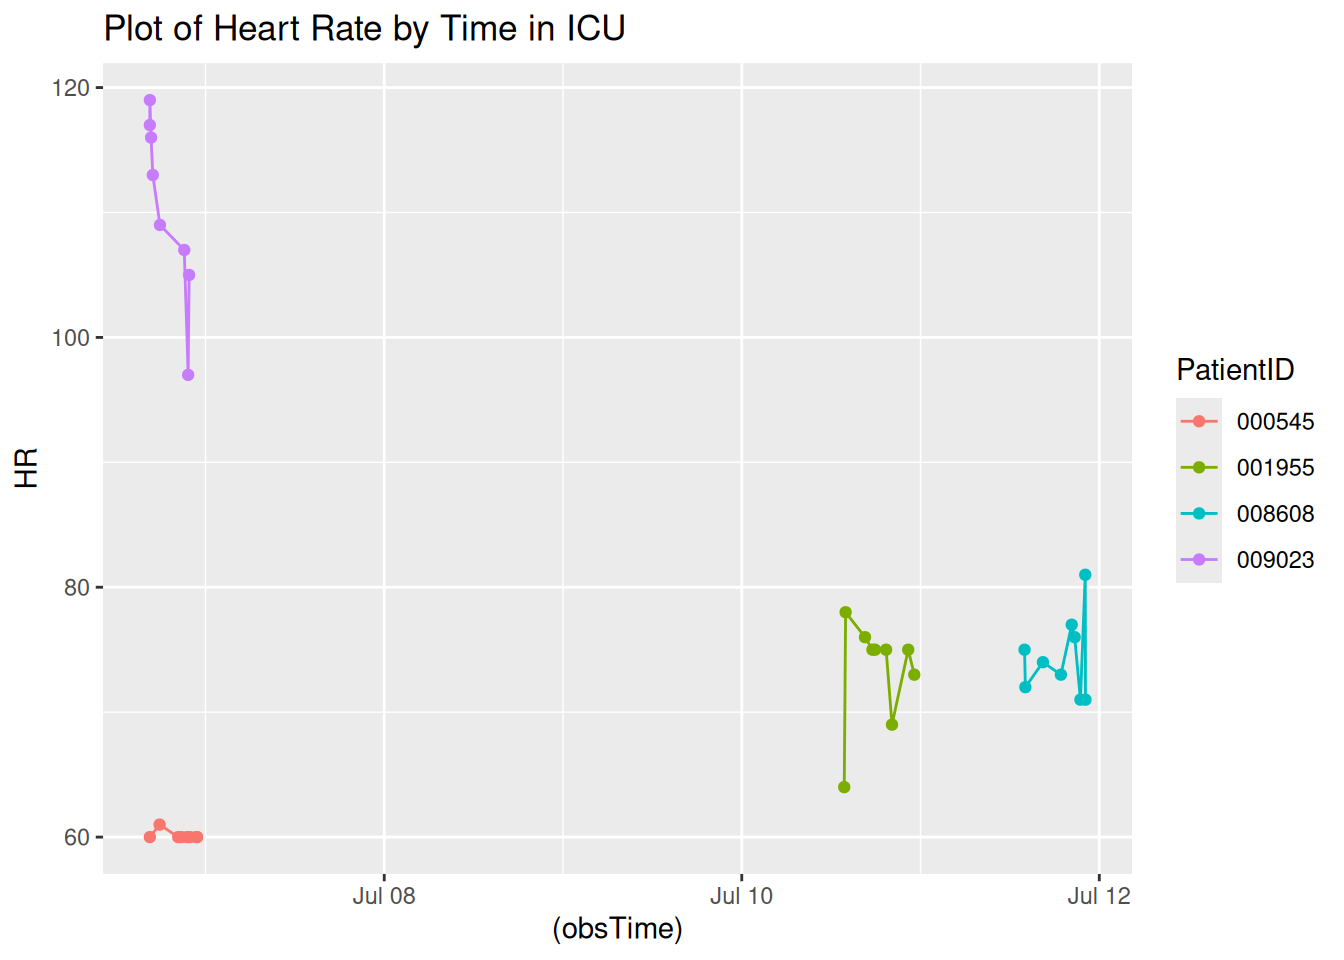 Plot of Heart Rate by Time in ICU
120
100
80
60
HR
Jul 08
Jul 10
Jul 12
(obsTime)
PatientID
000545
001955
008608
009023